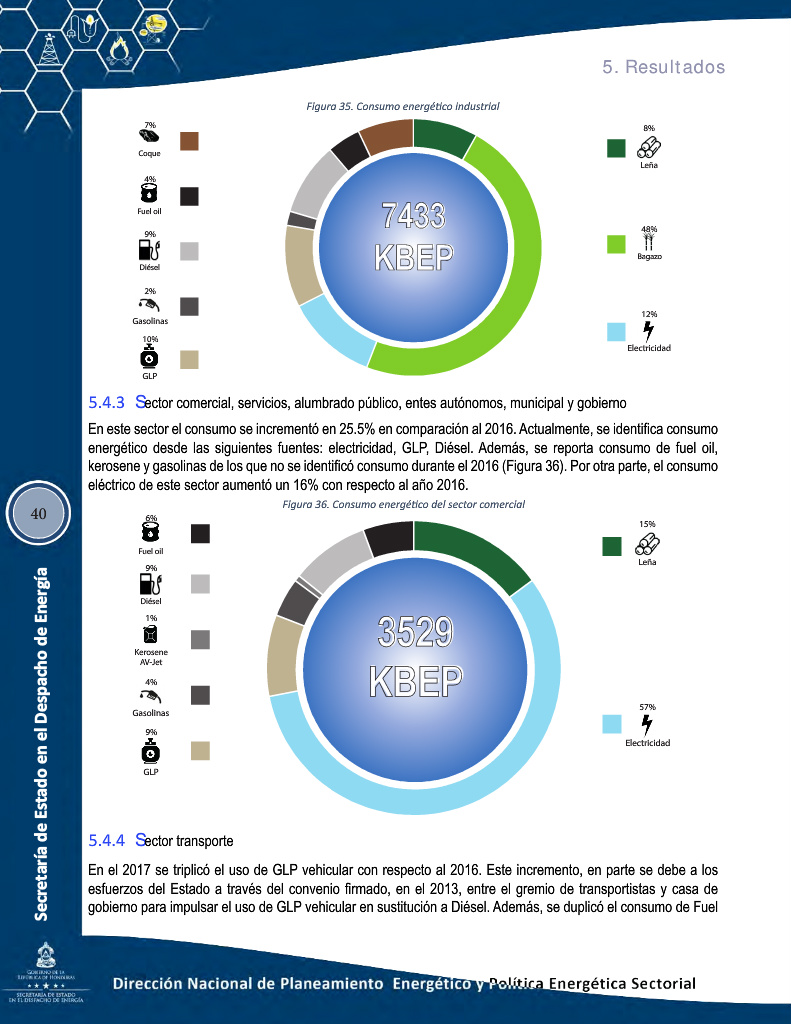 5. Resultados
Figura 35. Consumo energético industrial
7%
Coque
4%
Fuel oil
9%
Diésel
2%
Gasolinas
10%
GLP
7433
KBEP
8%
Leña
48%
Bagazo
12%
Electricidad
5.4.3 Sector comercial, servicios, alumbrado público, entes autónomos, municipal y gobierno
En este sector el consumo se incrementó en 25.5% en comparación al 2016. Actualmente, se identifica consumo
energético desde las siguientes fuentes: electricidad, GLP, Diésel. Además, se reporta consumo de fuel oil,
kerosene y gasolinas de los que no se identificó consumo durante el 2016 (Figura 36). Por otra parte, el consumo
eléctrico de este sector aumentó un 16% con respecto al año 2016.
Figura 36. Consumo energético del sector comercial
6%
Fuel oil
9%
Diésel
1%
Kerosene
AV-Jet
4%
Gasolinas
9%
GLP
3529
KBEP
15%
Leña
57%
Electricidad
5.4.4 Sector transporte
En el 2017 se triplicó el uso de GLP vehicular con respecto al 2016. Este incremento, en parte se debe a los
esfuerzos del Estado a través del convenio firmado, en el 2013, entre el gremio de transportistas y casa de
gobierno para impulsar el uso de GLP vehicular en sustitución a Diésel. Además, se duplicó el consumo de Fuel
40
Secretaría de Estado en el Despacho de Energía
GOBIERNO DE LA
REPÚBLICA DE HONDURAS
SECRETARÍA DE ESTADO
EN EL DESPACHO DE ENERGÍA
Dirección Nacional de Planeamiento Energético y Política Energética Sectorial